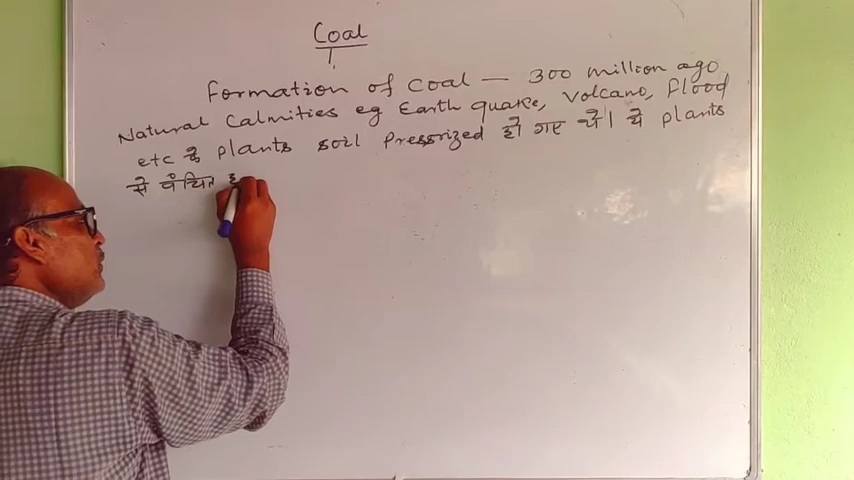 Coal
Formation of coal — 300 million ago
Natural Calmities eg Earth quake, Volcano, flood
etc के plants soil Pressrized हो गए थे। ये plants
से वंचित ह